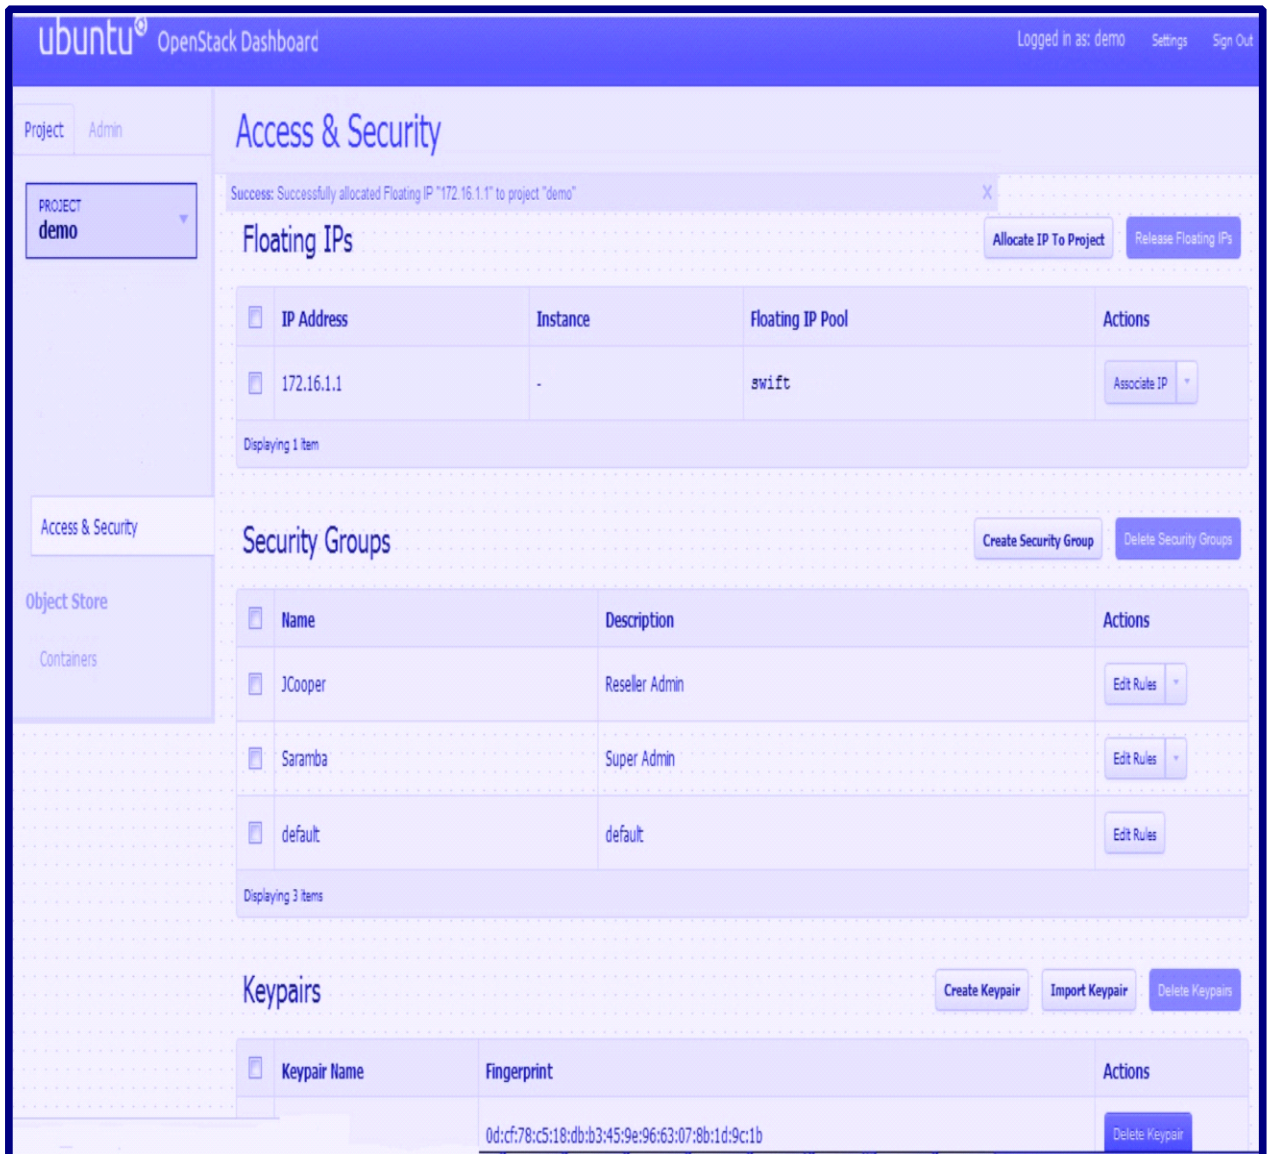 ubuntu® OpenStack Dashboard
Logged in as: demo Settings Sign Out
Project Admin
PROJECT
demo
Access & Security
Object Store
Containers
Access & Security
Success: Successfully allocated Floating IP "172.16.1.1" to project "demo" X
Floating IPs
Allocate IP To Project Release Floating IPs
IP Address Instance Floating IP Pool Actions
172.16.1.1 - swift Associate IP
Displaying 1 item
Security Groups
Create Security Group Delete Security Groups
Name Description Actions
JCooper Reseller Admin Edit Rules
Saramba Super Admin Edit Rules
default default Edit Rules
Displaying 3 items
Keypairs
Create Keypair Import Keypair Delete Keypairs
Keypair Name Fingerprint Actions
0d:cf:78:c5:18:db:b3:45:9e:96:63:07:8b:1d:9c:1b Delete Keypair